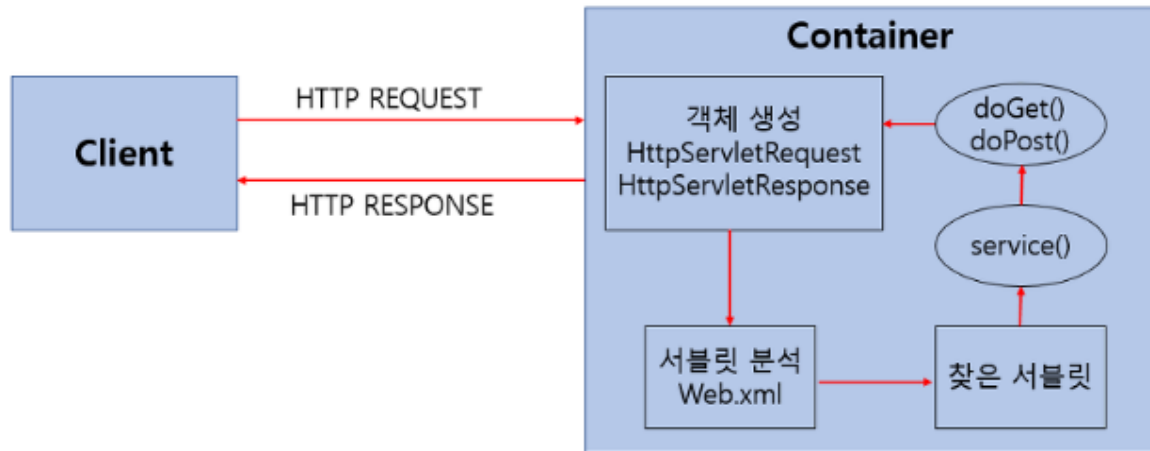 Client
HTTP REQUEST
HTTP RESPONSE
Container
객체 생성
HttpServletRequest
HttpServletResponse
doGet()
doPost()
service()
서블릿 분석
Web.xml
찾은 서블릿